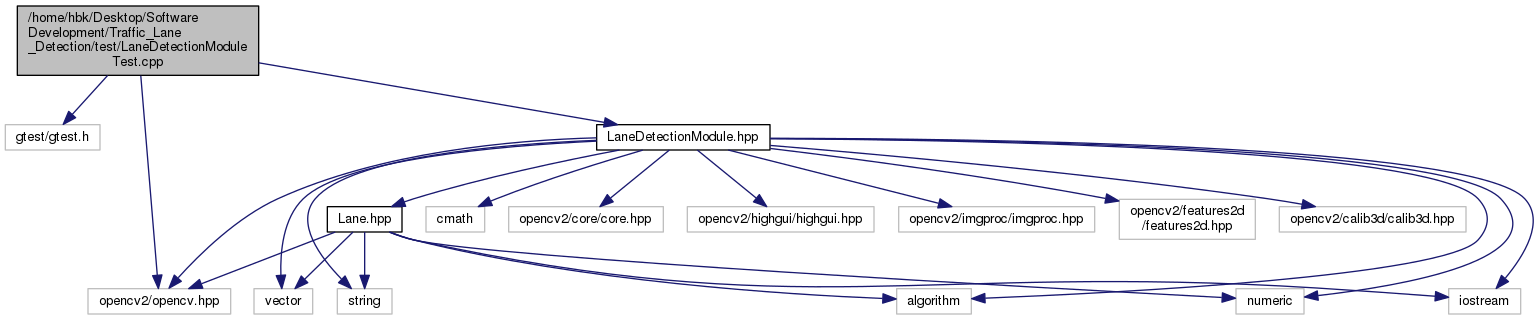 /home/hbk/Desktop/Software
Development/Traffic_Lane
_Detection/test/LaneDetectionModule
Test.cpp
gtest/gtest.h
LaneDetectionModule.hpp
Lane.hpp
cmath
opencv2/core/core.hpp
opencv2/highgui/highgui.hpp
opencv2/imgproc/imgproc.hpp
opencv2/features2d
/features2d.hpp
opencv2/calib3d/calib3d.hpp
opencv2/opencv.hpp
vector
string
algorithm
numeric
iostream